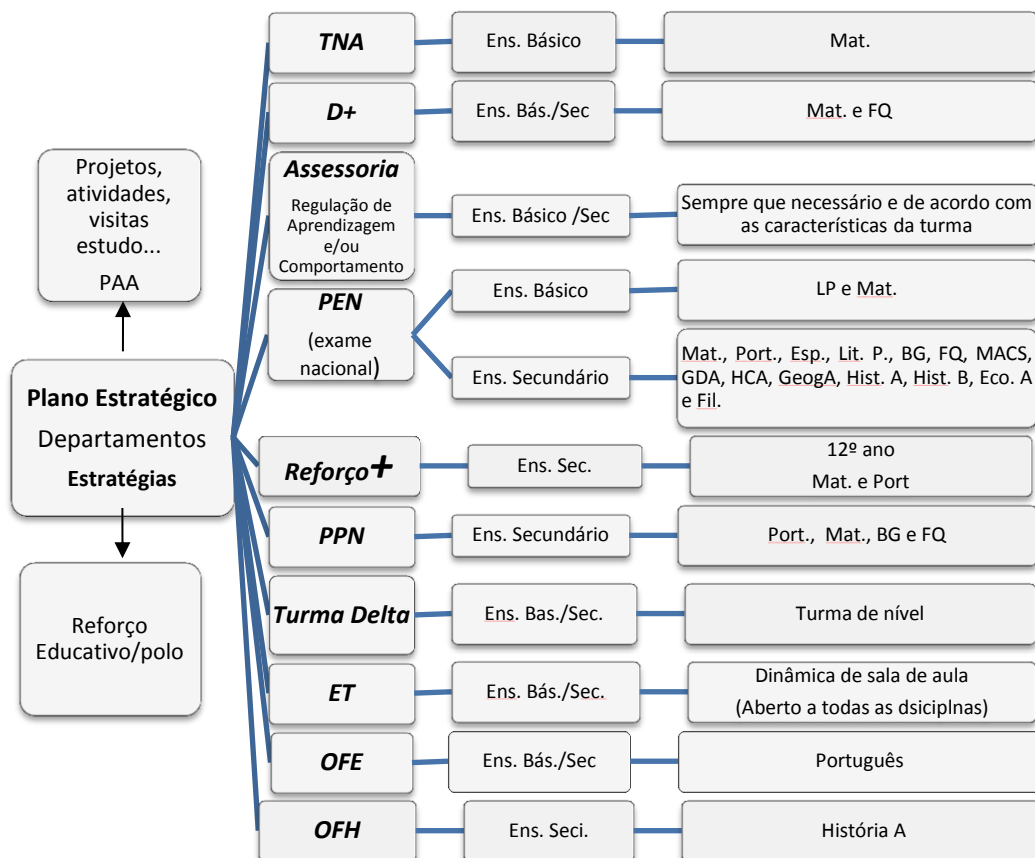 Projetos,
atividades,
visitas
estudo...
PAA
Plano Estratégico
Departamentos
Estratégias
Reforço
Educativo/polo
TNA
Ens. Básico
Mat.
D+
Ens. Bás./Sec
Mat. e FQ
Assessoria
Regulação de
Aprendizagem
e/ou
Comportamento
Ens. Básico /Sec
Sempre que necessário e de acordo com
as características da turma
PEN
(exame
nacional)
Ens. Básico
LP e Mat.
Ens. Secundário
Mat., Port., Esp., Lit. P., BG, FQ, MACS,
GDA, HCA, GeogA, Hist. A, Hist. B, Eco. A
e Fil.
Reforço+
Ens. Sec.
12º ano
Mat. e Port
PPN
Ens. Secundário
Port., Mat., BG e FQ
Turma Delta
Ens. Bas./Sec.
Turma de nível
ET
Ens. Bás./Sec.
Dinâmica de sala de aula
(Aberto a todas as dsiciplnas)
OFE
Ens. Bás./Sec
Português
OFH
Ens. Seci.
História A